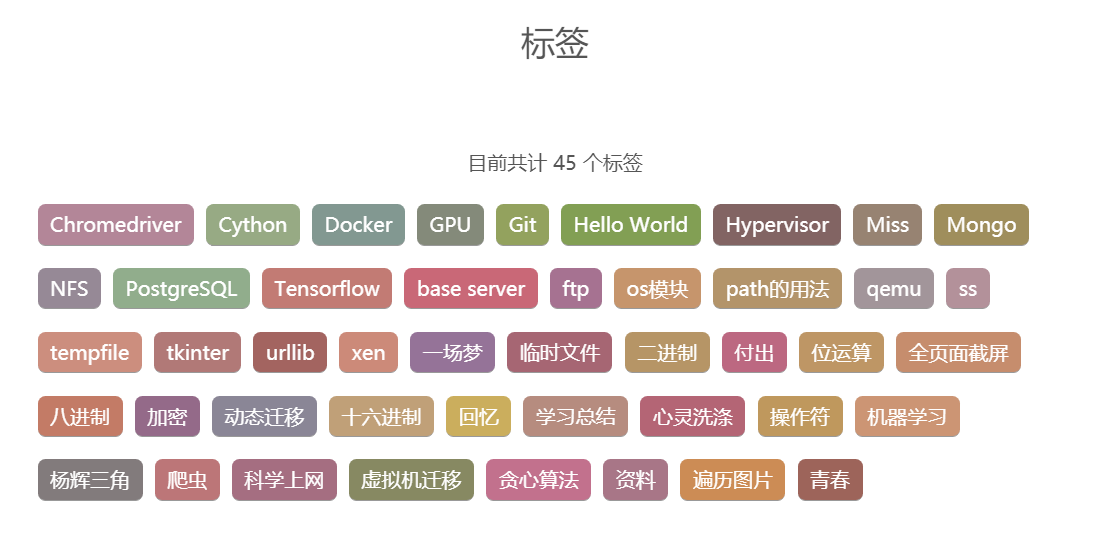 标签
目前共计 45 个标签
Chromedriver Cython Docker GPU Git Hello World Hypervisor Miss Mongo
NFS PostgreSQL Tensorflow base server ftp os模块 path的用法 qemu ss
tempfile tkinter urllib xen 一场梦 临时文件 二进制 付出 位运算 全页面截屏
八进制 加密 动态迁移 十六进制 回忆 学习总结 心灵洗涤 操作符 机器学习
杨辉三角 爬虫 科学上网 虚拟机迁移 贪心算法 资料 遍历图片 青春